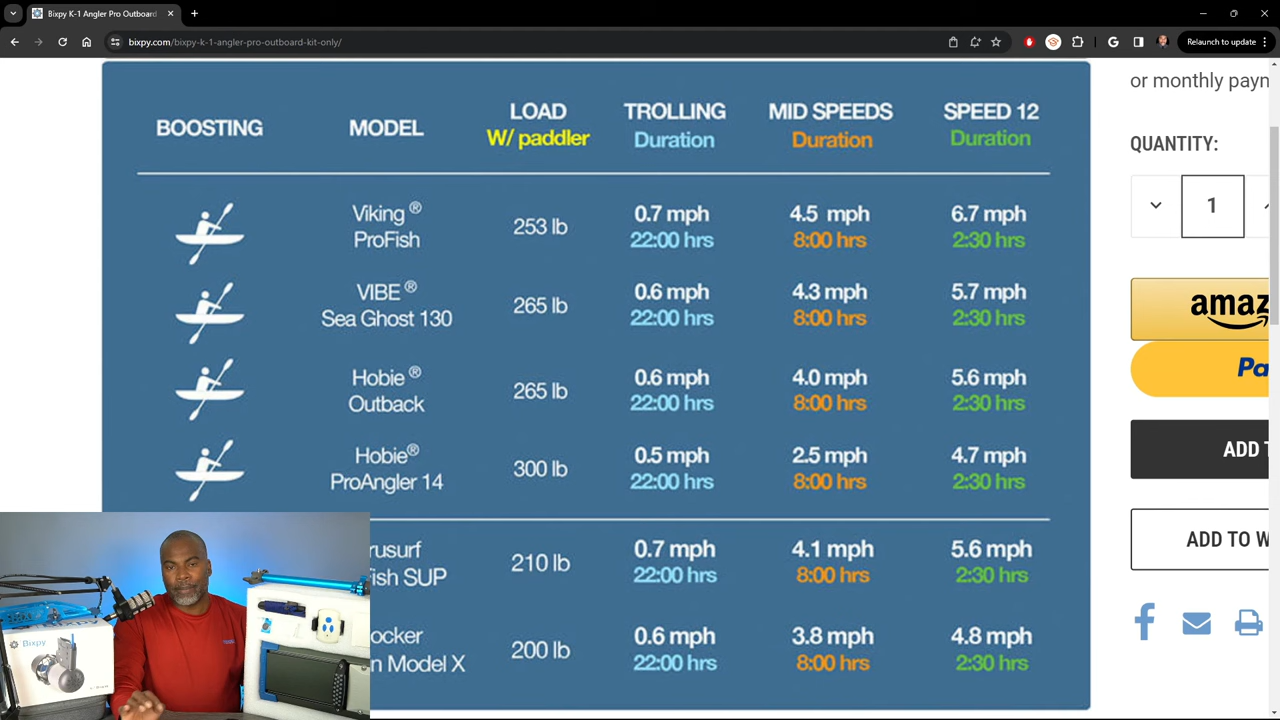 Bixpy K-1 Angler Pro Outboard
bixpy.com/bixpy-k-1-angler-pro-outboard-kit-only/
Relaunch to update
or monthly paym
QUANTITY:
1
amaz
Pa
ADD T
ADD TO W
BOOSTING MODEL LOAD TROLLING MID SPEEDS SPEED 12
W/ paddler Duration Duration Duration
Viking ® 253 lb 0.7 mph 4.5 mph 6.7 mph
ProFish 22:00 hrs 8:00 hrs 2:30 hrs
VIBE ® 265 lb 0.6 mph 4.3 mph 5.7 mph
Sea Ghost 130 22:00 hrs 8:00 hrs 2:30 hrs
Hobie ® 265 lb 0.6 mph 4.0 mph 5.6 mph
Outback 22:00 hrs 8:00 hrs 2:30 hrs
Hobie® 300 lb 0.5 mph 2.5 mph 4.7 mph
ProAngler 14 22:00 hrs 8:00 hrs 2:30 hrs
rusurf 210 lb 0.7 mph 4.1 mph 5.6 mph
ish SUP 22:00 hrs 8:00 hrs 2:30 hrs
ocker 200 lb 0.6 mph 3.8 mph 4.8 mph
n Model X 22:00 hrs 8:00 hrs 2:30 hrs
Bixpy